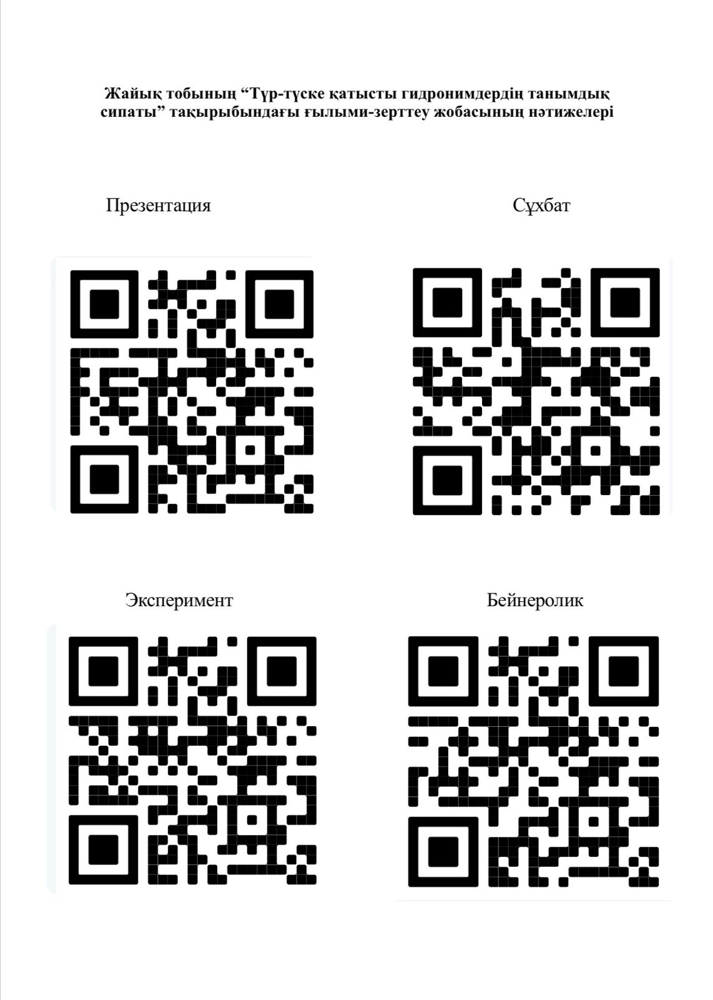 Жайық тобының “Түр-түске қатысты гидронимдердің танымдық
сипаты” тақырыбындағы ғылыми-зерттеу жобасының нәтижелері
Презентация
Сұхбат
Эксперимент
Бейнеролик